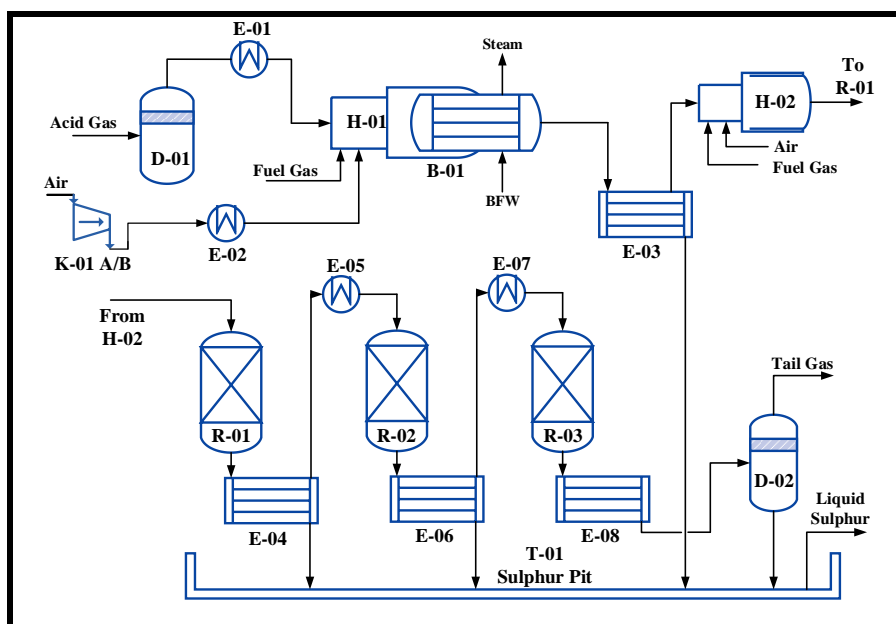 E-01
Steam
To
R-01
H-02
Acid Gas
D-01
H-01
Air
Fuel Gas
Fuel Gas
B-01
BFW
Air
K-01 A/B
E-02
E-03
E-05
E-07
From
H-02
Tail Gas
R-01
R-02
R-03
D-02
Liquid
Sulphur
E-04
E-06
E-08
T-01
Sulphur Pit